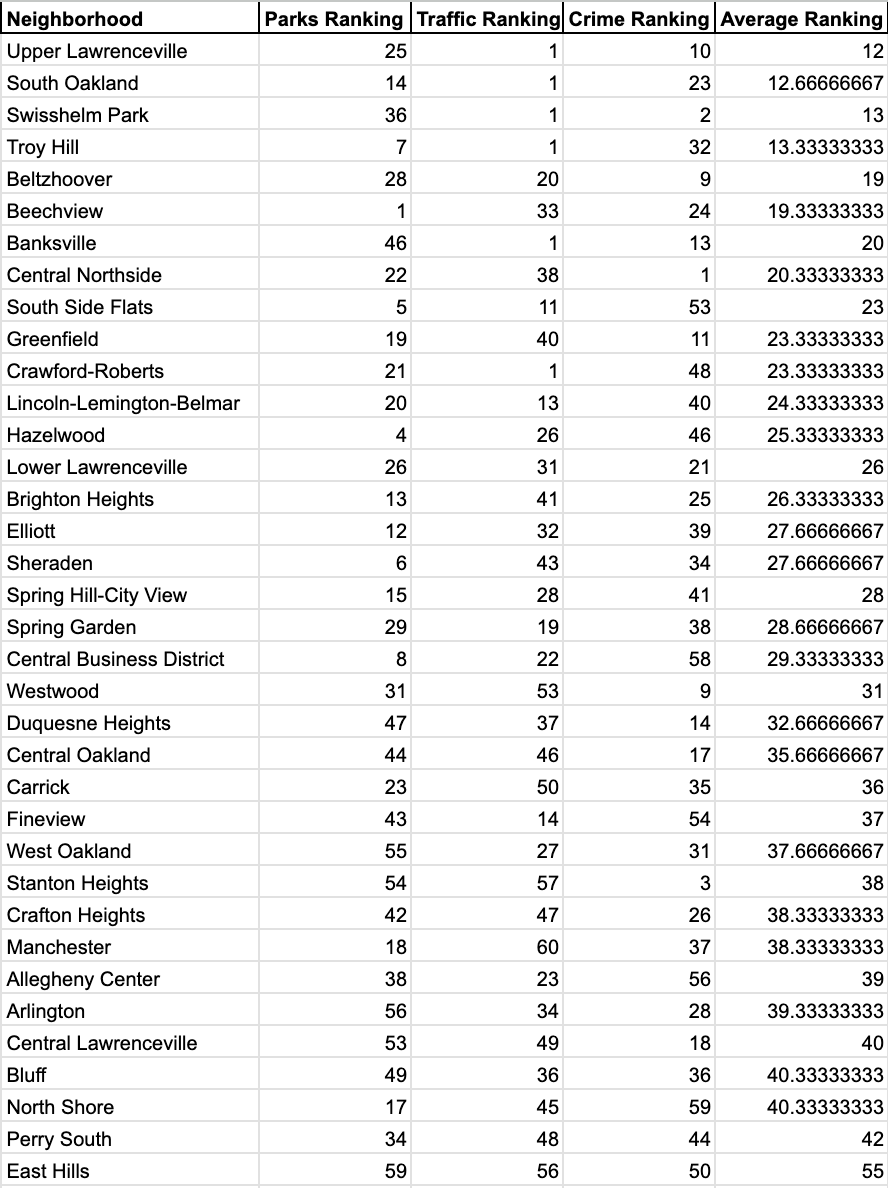 Neighborhood Parks Ranking Traffic Ranking Crime Ranking Average Ranking
Upper Lawrenceville 25 1 10 12
South Oakland 14 1 23 12.66666667
Swisshelm Park 36 1 2 13
Troy Hill 7 1 32 13.33333333
Beltzhoover 28 20 9 19
Beechview 1 33 24 19.33333333
Banksville 46 1 13 20
Central Northside 22 38 1 20.33333333
South Side Flats 5 11 53 23
Greenfield 19 40 11 23.33333333
Crawford-Roberts 21 1 48 23.33333333
Lincoln-Lemington-Belmar 20 13 40 24.33333333
Hazelwood 4 26 46 25.33333333
Lower Lawrenceville 26 31 21 26
Brighton Heights 13 41 25 26.33333333
Elliott 12 32 39 27.66666667
Sheraden 6 43 34 27.66666667
Spring Hill-City View 15 28 41 28
Spring Garden 29 19 38 28.66666667
Central Business District 8 22 58 29.33333333
Westwood 31 53 9 31
Duquesne Heights 47 37 14 32.66666667
Central Oakland 44 46 17 35.66666667
Carrick 23 50 35 36
Fineview 43 14 54 37
West Oakland 55 27 31 37.66666667
Stanton Heights 54 57 3 38
Crafton Heights 42 47 26 38.33333333
Manchester 18 60 37 38.33333333
Allegheny Center 38 23 56 39
Arlington 56 34 28 39.33333333
Central Lawrenceville 53 49 18 40
Bluff 49 36 36 40.33333333
North Shore 17 45 59 40.33333333
Perry South 34 48 44 42
East Hills 59 56 50 55